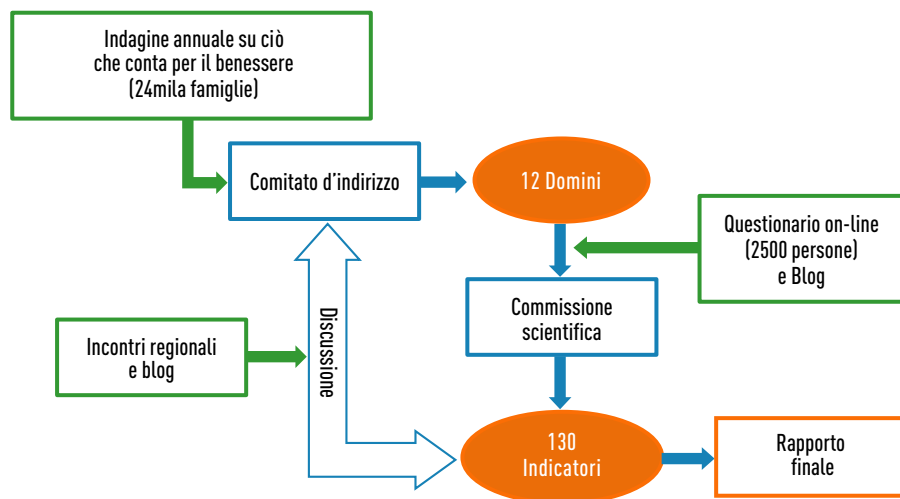 Indagine annuale su ciò
che conta per il benessere
(24mila famiglie)
Comitato d'indirizzo
12 Domini
Questionario on-line
(2500 persone)
e Blog
Commissione
scientifica
Discussione
Incontri regionali
e blog
130
Indicatori
Rapporto
finale